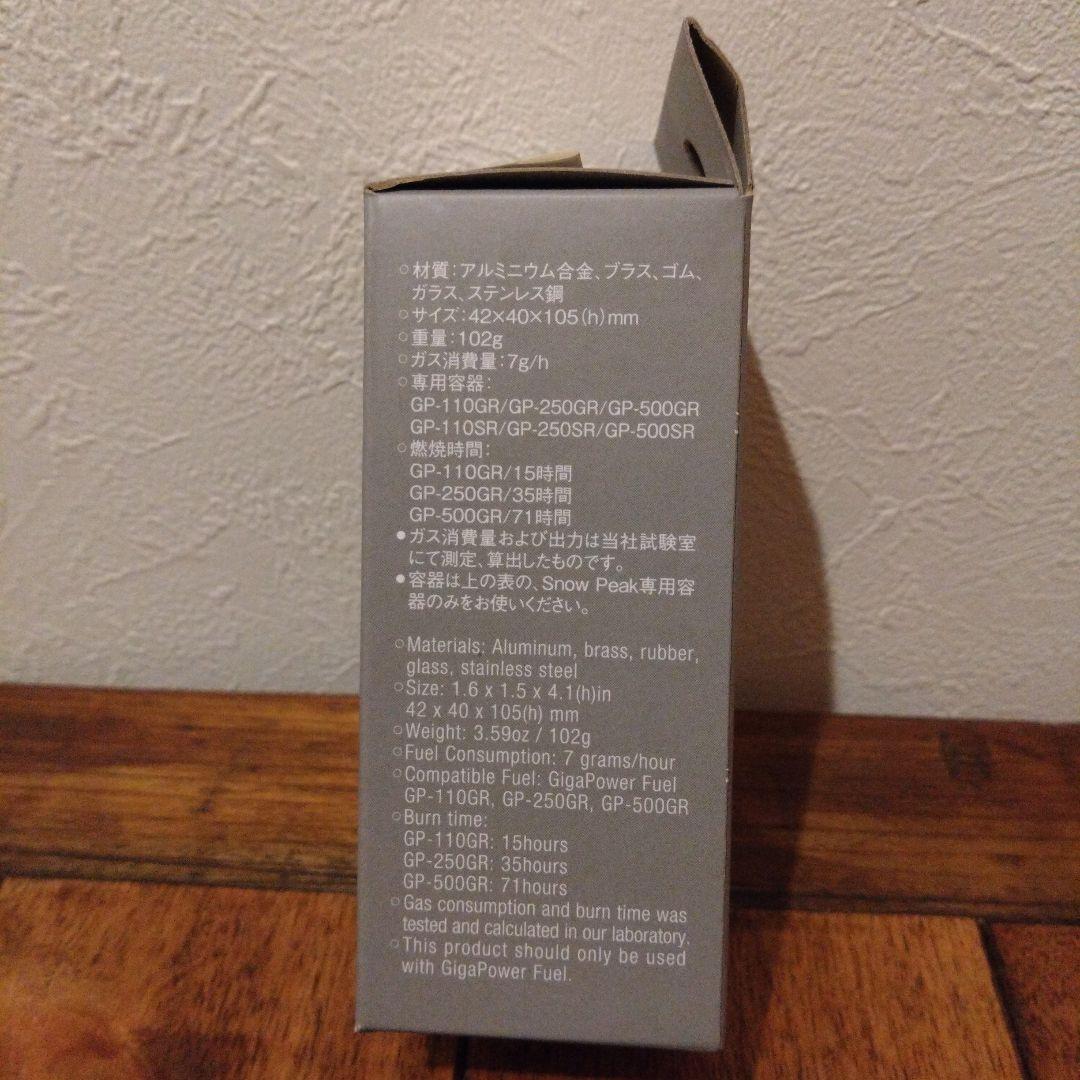 ○材質：アルミニウム合金、ブラス、ゴム、
ガラス、ステンレス鋼
○サイズ：42×40×105(h)mm
○重量：102g
○ガス消費量：7g/h
○専用容器：
GP-110GR/GP-250GR/GP-500GR
GP-110SR/GP-250SR/GP-500SR
○燃焼時間：
GP-110GR/15時間
GP-250GR/35時間
GP-500GR/71時間
●ガス消費量および出力は当社試験室
にて測定、算出したものです。
●容器は上の表の、Snow Peak専用容
器のみをお使いください。
○Materials: Aluminum, brass, rubber,
glass, stainless steel
○Size: 1.6 x 1.5 x 4.1(h)in
42 x 40 x 105(h) mm
○Weight: 3.59oz / 102g
○Fuel Consumption: 7 grams/hour
○Compatible Fuel: GigaPower Fuel
GP-110GR, GP-250GR, GP-500GR
○Burn time:
GP-110GR: 15hours
GP-250GR: 35hours
GP-500GR: 71hours
○Gas consumption and burn time was
tested and calculated in our laboratory.
○This product should only be used
with GigaPower Fuel.